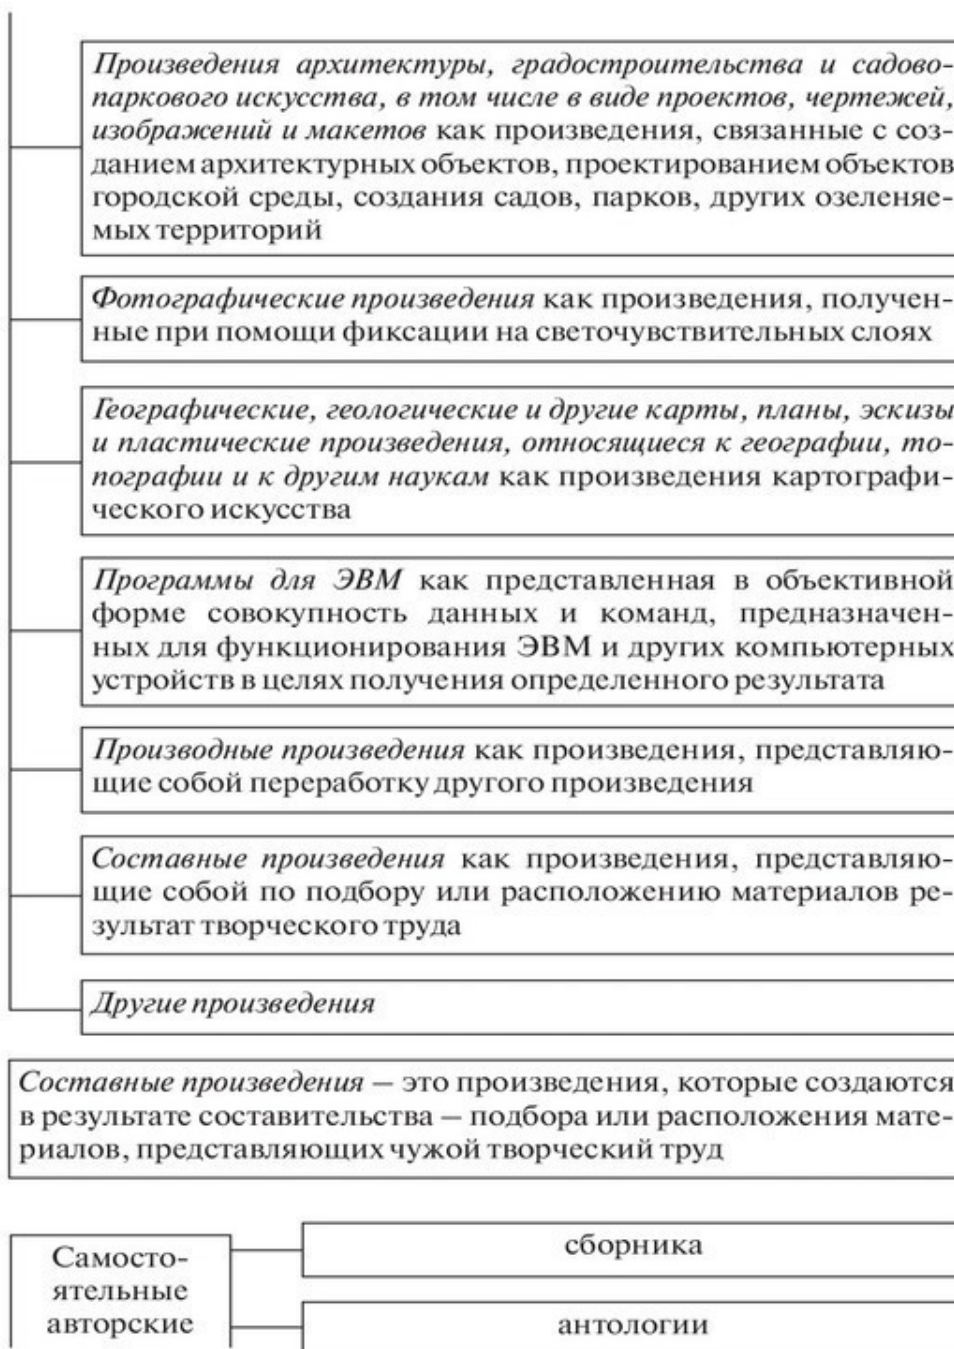 Произведения архитектуры, градостроительства и садово-
паркового искусства, в том числе в виде проектов, чертежей,
изображений и макетов как произведения, связанные с соз-
данием архитектурных объектов, проектированием объектов
городской среды, создания садов, парков, других озеленяе-
мых территорий
Фотографические произведения как произведения, получен-
ные при помощи фиксации на светочувствительных слоях
Географические, геологические и другие карты, планы, эскизы
и пластические произведения, относящиеся к географии, то-
пографии и к другим наукам как произведения картографи-
ческого искусства
Программы для ЭВМ как представленная в объективной
форме совокупность данных и команд, предназначен-
ных для функционирования ЭВМ и других компьютерных
устройств в целях получения определенного результата
Производные произведения как произведения, представляю-
щие собой переработку другого произведения
Составные произведения как произведения, представляю-
щие собой по подбору или расположению материалов ре-
зультат творческого труда
Другие произведения
Составные произведения — это произведения, которые создаются
в результате составительства — подбора или расположения мате-
риалов, представляющих чужой творческий труд
Самосто-
ятельные
авторские
сборника
антологии